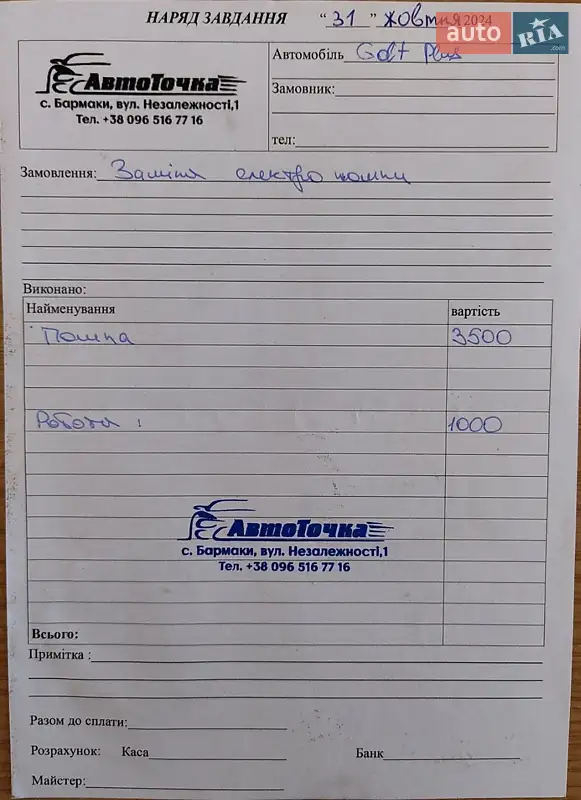 НАРЯД ЗАВДАННЯ “ 31 ” жовтня 2024
auto RIA .com
АвтоТочка
с. Бармаки, вул. Незалежності,1
Тел. +38 096 516 77 16
Автомобіль Golf Plus
Замовник:
тел:
Замовлення: Заміна електро помпи
Виконано:
Найменування вартість
Помпа 3500
Робота : 1000
АвтоТочка
с. Бармаки, вул. Незалежності,1
Тел. +38 096 516 77 16
Всього:
Примітка :
Разом до сплати:
Розрахунок: Каса Банк
Майстер: